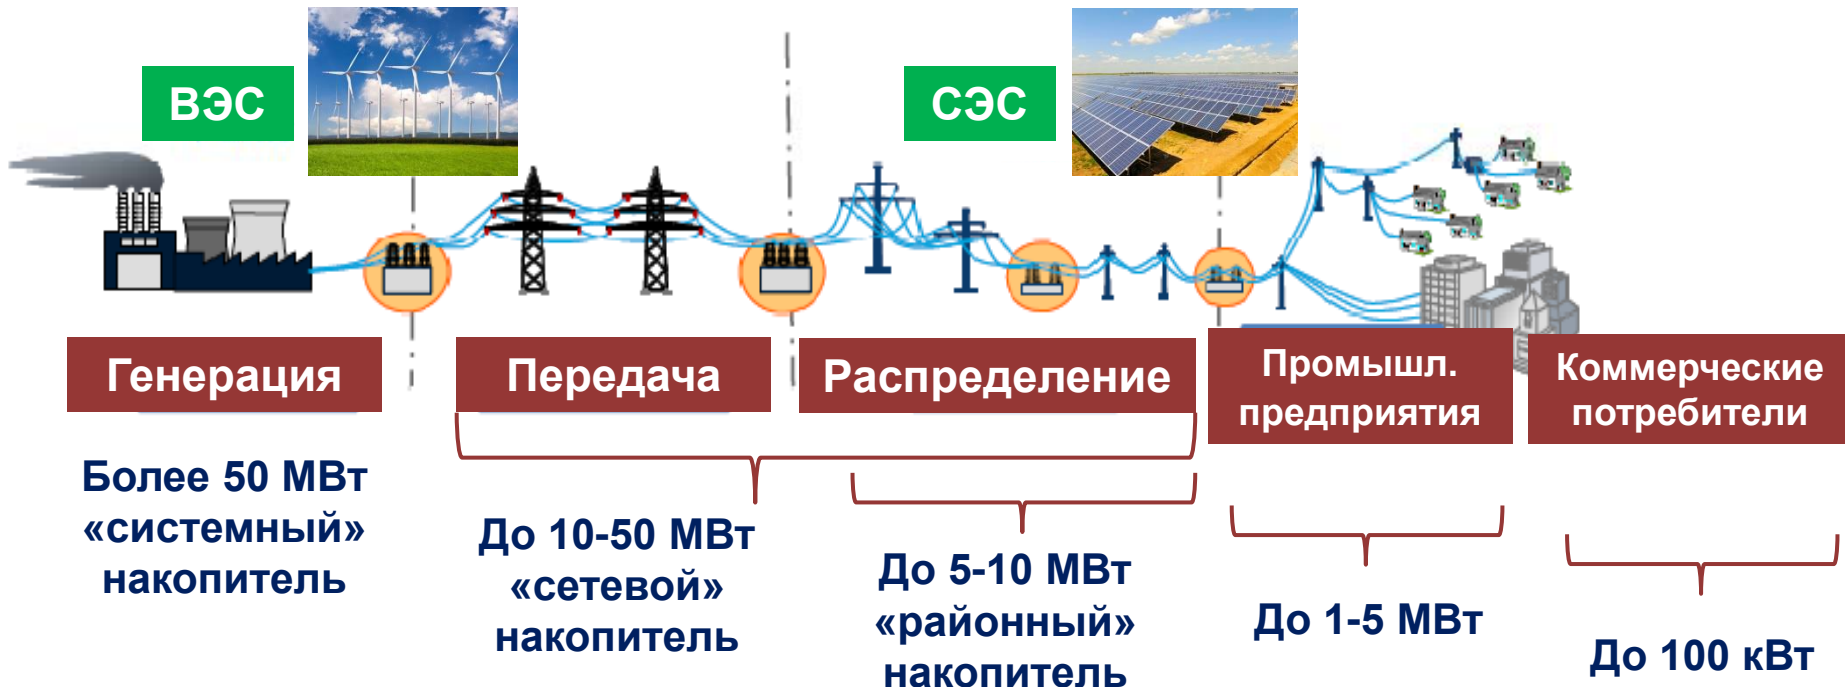 ВЭС
СЭС
Генерация
Передача
Распределение
Промышл.
предприятия
Коммерческие
потребители
Более 50 МВт
«системный»
накопитель
До 10-50 МВт
«сетевой»
накопитель
До 5-10 МВт
«районный»
накопитель
До 1-5 МВт
До 100 кВт